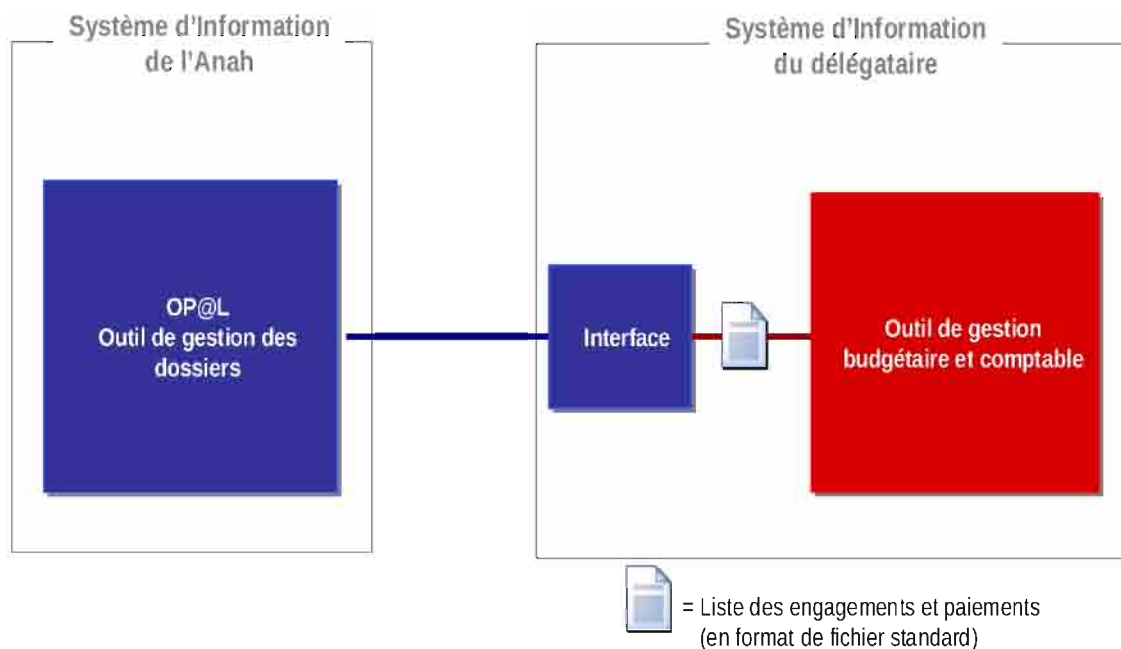 Système d'Information
de l'Anah
Système d'Information
du délégataire
OP@L
Outil de gestion des
dossiers
Interface
Outil de gestion
budgétaire et comptable
= Liste des engagements et paiements
(en format de fichier standard)